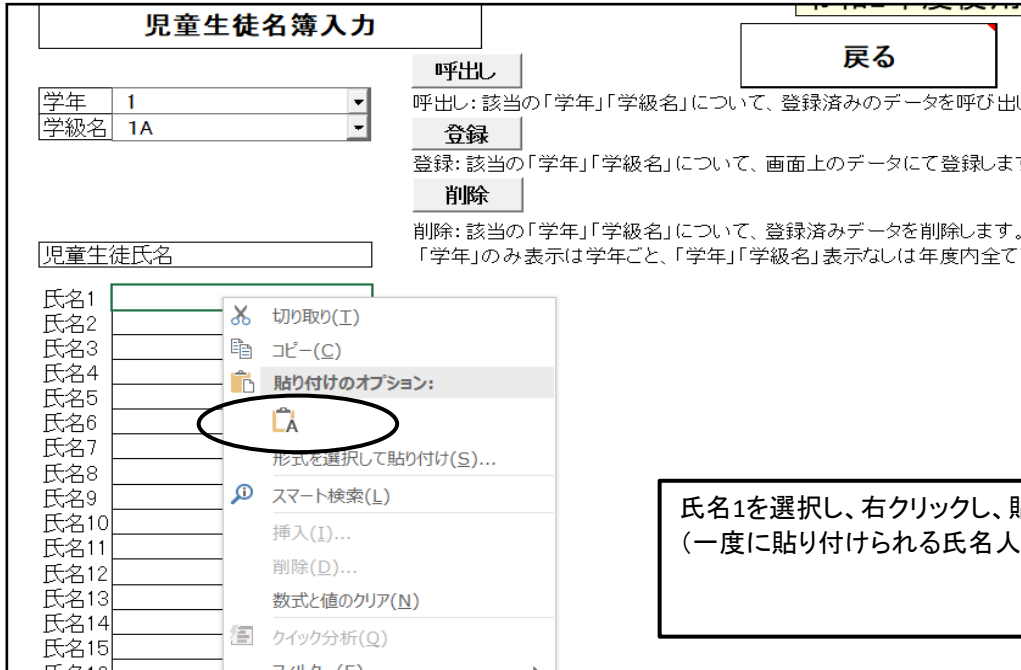 児童生徒名簿入力
戻る
呼出し
学年 1
呼出し：該当の「学年」「学級名」について、登録済みのデータを呼び出し
学級名 1A
登録
登録：該当の「学年」「学級名」について、画面上のデータにて登録します
削除
削除：該当の「学年」「学級名」について、登録済みデータを削除します。
児童生徒氏名
「学年」のみ表示は学年ごと、「学年」「学級名」表示なしは年度内全て
氏名1
氏名2
氏名3
氏名4
氏名5
氏名6
氏名7
氏名8
氏名9
氏名10
氏名11
氏名12
氏名13
氏名14
氏名15
切り取り(T)
コピー(C)
貼り付けのオプション:
A
形式を選択して貼り付け(S)...
スマート検索(L)
挿入(I)...
削除(D)...
数式と値のクリア(N)
クイック分析(Q)
氏名1を選択し、右クリックし、
（一度に貼り付けられる氏名人